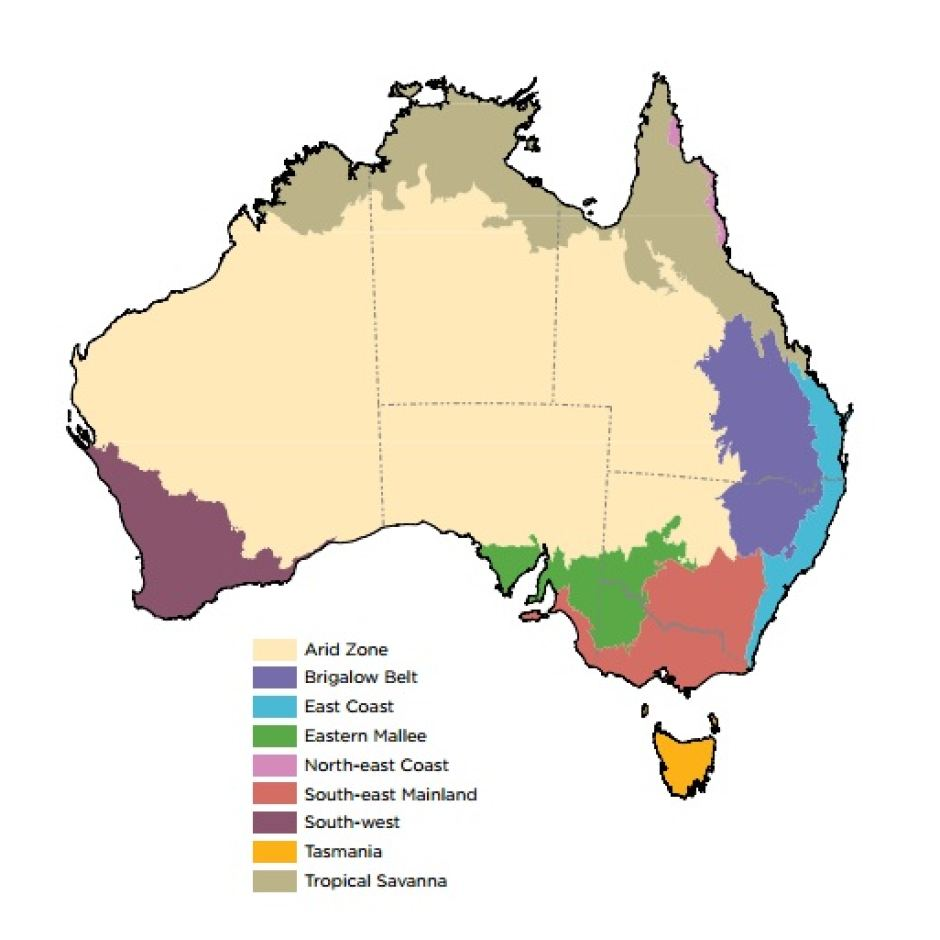 Arid Zone
Brigalow Belt
East Coast
Eastern Mallee
North-east Coast
South-east Mainland
South-west
Tasmania
Tropical Savanna